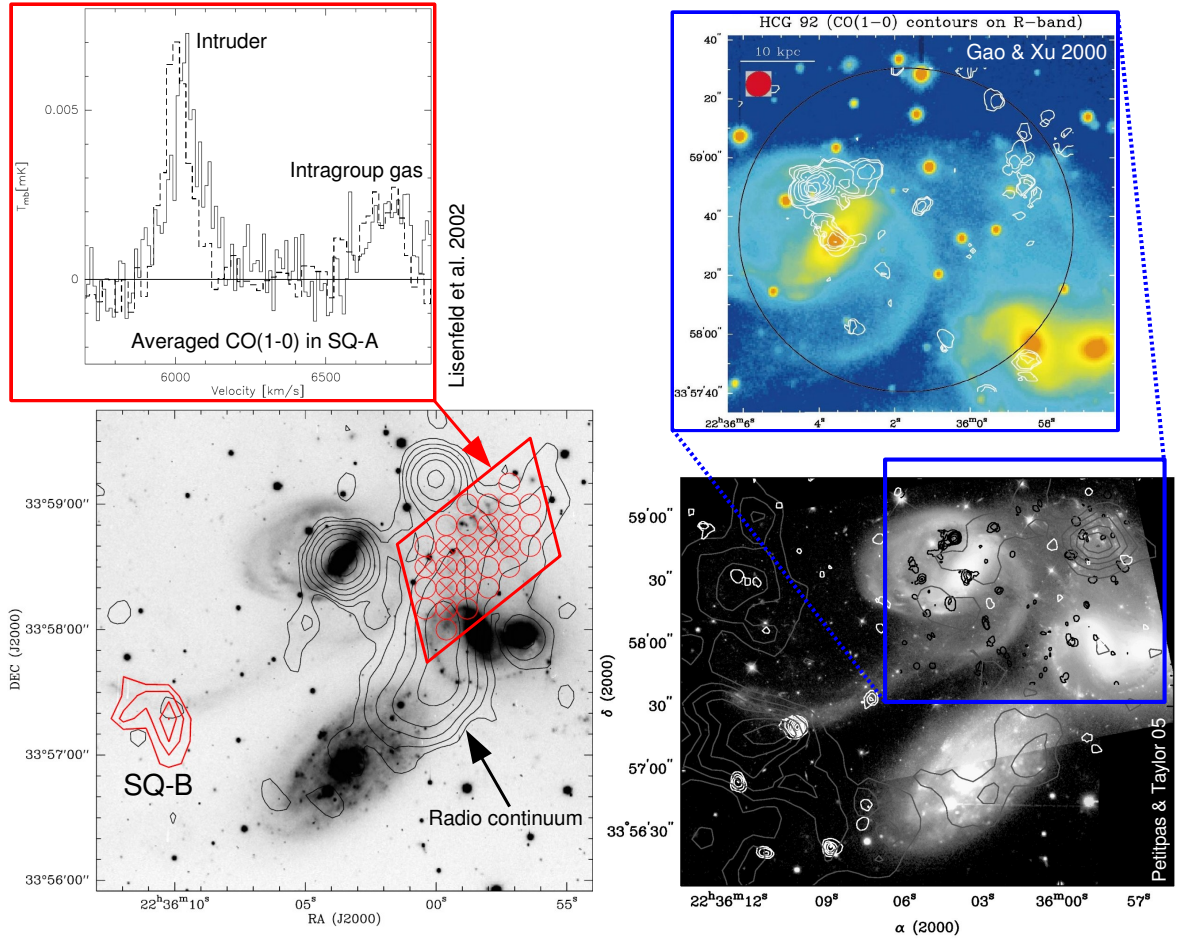 Intruder
0.005
Intragroup gas
T_mb[mK]
0
Averaged CO(1-0) in SQ-A
6000
6500
Velocity [km/s]
Lisenfeld et al. 2002
HCG 92 (CO(1-0) contours on R-band)
10 kpc
Gao & Xu 2000
40"
20"
59'00"
40"
20"
58'00"
33°57'40"
22ʰ36ᵐ6ˢ
4ˢ
2ˢ
36ᵐ0ˢ
58ˢ
33°59'00"
33°58'00"
33°57'00"
33°56'00"
DEC (J2000)
SQ-B
Radio continuum
22ʰ36ᵐ10ˢ
05ˢ
00ˢ
55ˢ
RA (J2000)
59'00"
30"
58'00"
30"
57'00"
33°56'30"
δ (2000)
Petitpas & Taylor 05
22ʰ36ᵐ12ˢ
09ˢ
06ˢ
03ˢ
36ᵐ00ˢ
57ˢ
α (2000)